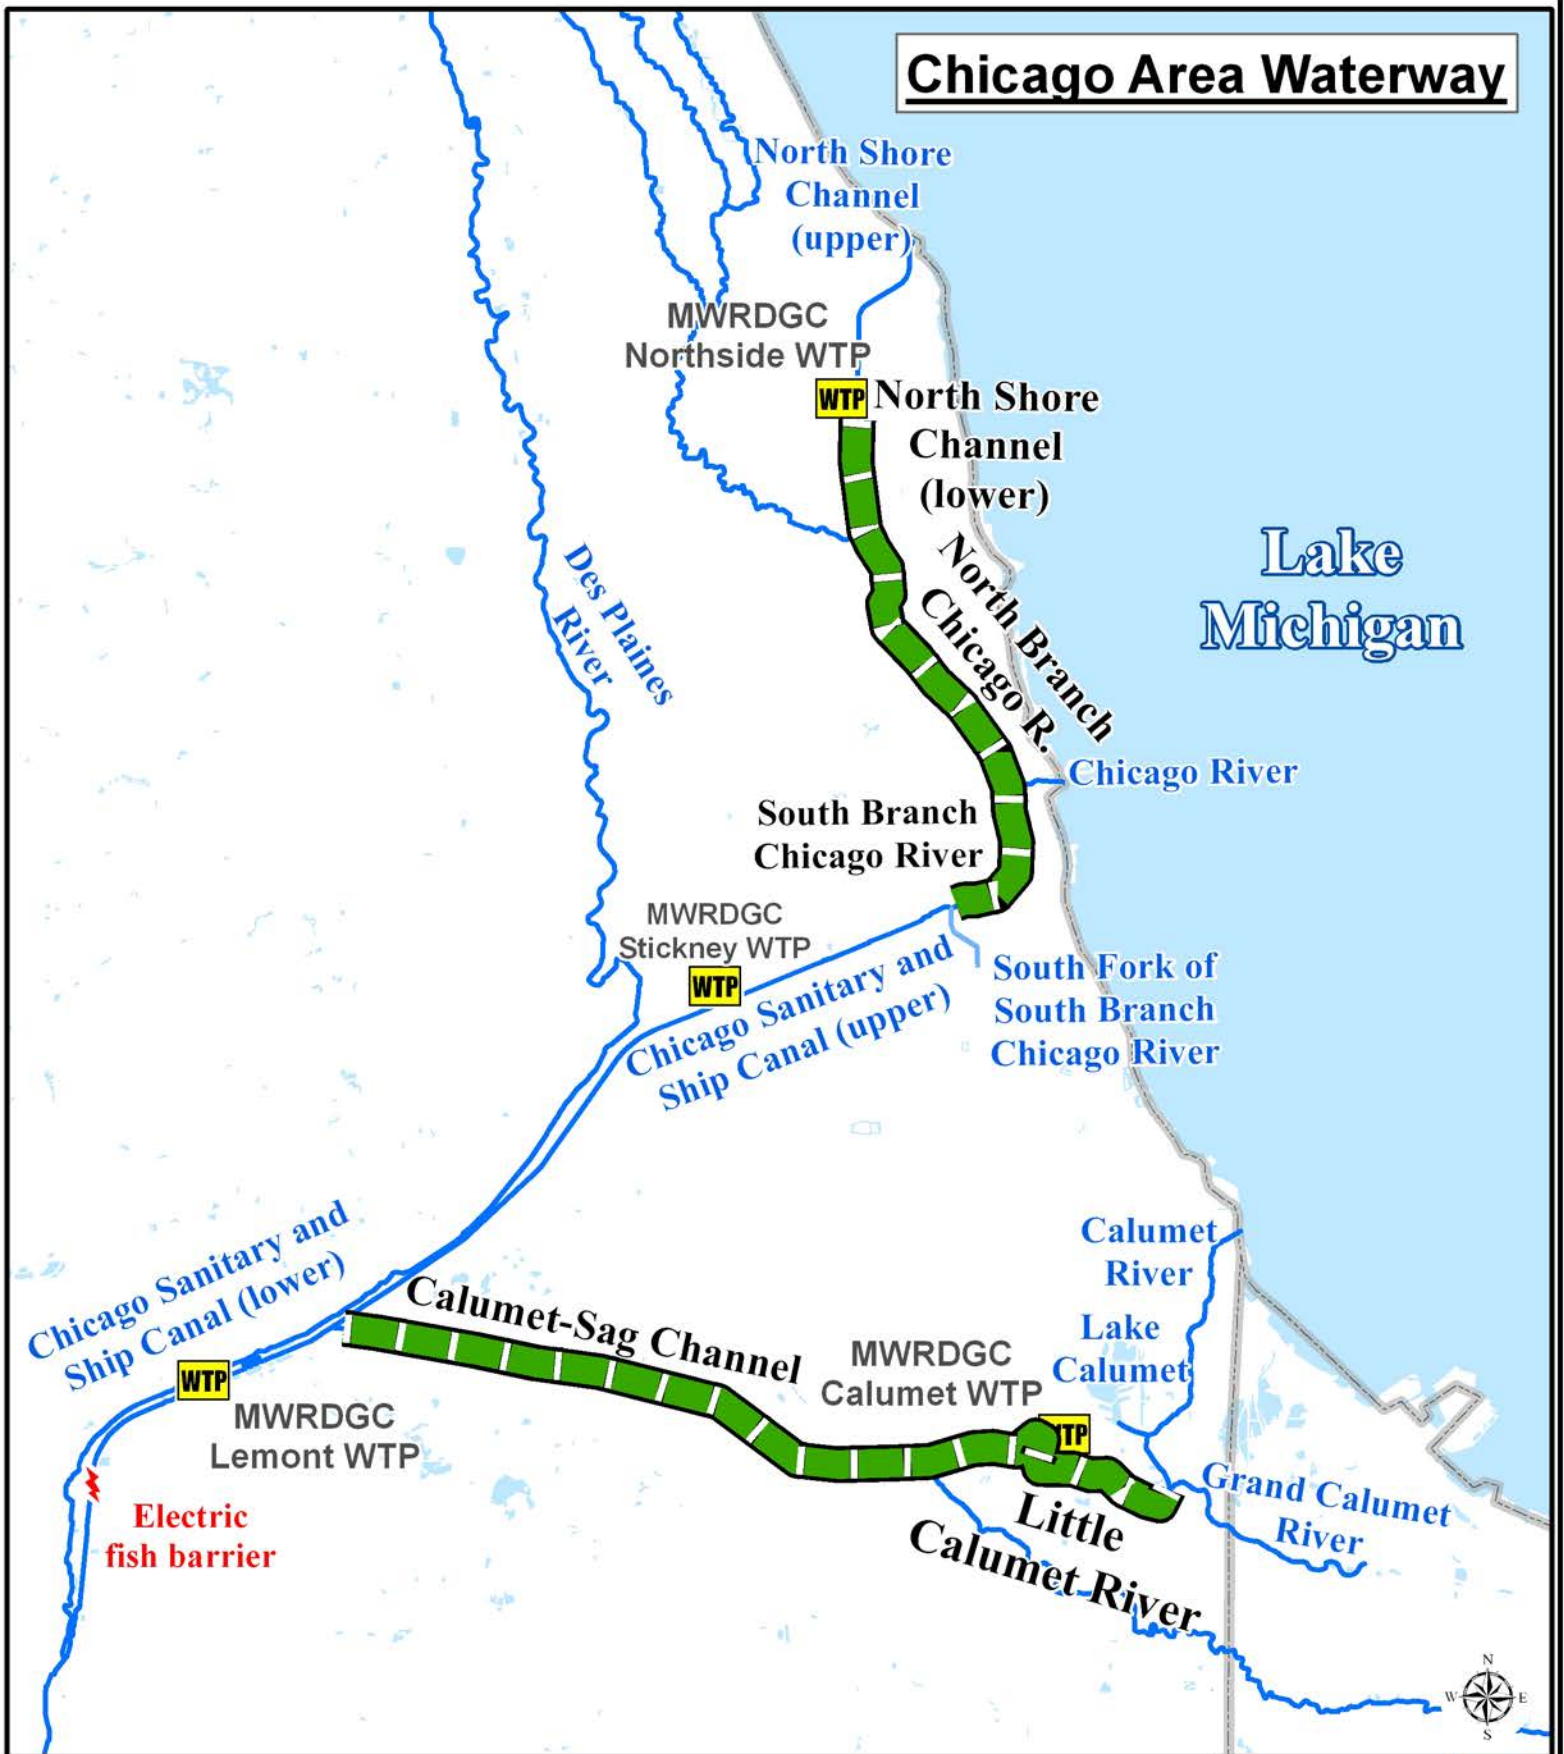 Chicago Area Waterway
North Shore
Channel
(upper)
MWRDGC
Northside WTP
WTP
North Shore
Channel
(lower)
North Branch
Chicago R.
Lake
Michigan
Des Plaines
River
Chicago River
South Branch
Chicago River
MWRDGC
Stickney WTP
WTP
Chicago Sanitary and
Ship Canal (upper)
South Fork of
South Branch
Chicago River
Chicago Sanitary and
Ship Canal (lower)
WTP
MWRDGC
Lemont WTP
Electric
fish barrier
Calumet-Sag Channel
MWRDGC
Calumet WTP
TP
Calumet
River
Lake
Calumet
Grand Calumet
River
Little
Calumet River
N
W
E
S